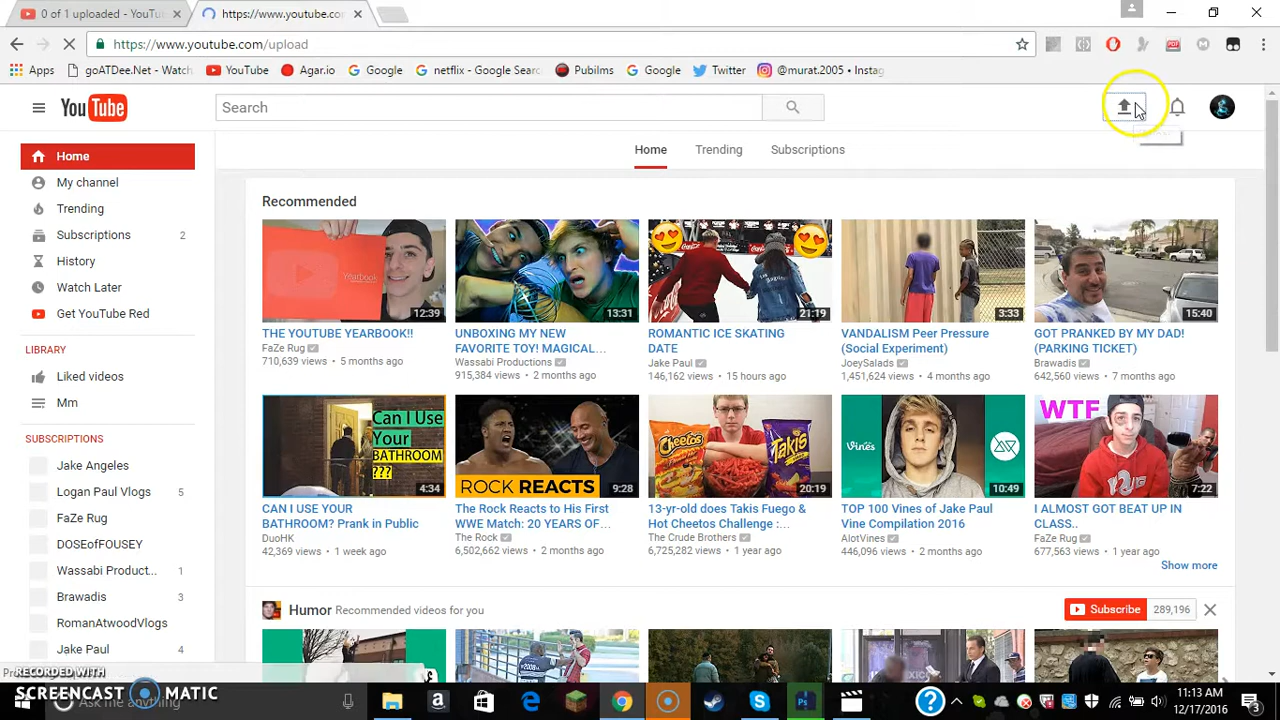 0 of 1 uploaded - YouTu
https://www.youtube.com/
https://www.youtube.com/upload
Apps
goATDee.Net - Watch
YouTube
Agar.io
Google
netflix - Google Searc
Pubilms
Google
Twitter
@murat.2005 • Instag
YouTube
Search
Home
Trending
Subscriptions
Home
My channel
Trending
Subscriptions 2
History
Watch Later
Get YouTube Red
LIBRARY
Liked videos
Mm
SUBSCRIPTIONS
Jake Angeles
Logan Paul Vlogs 5
FaZe Rug
DOSEofFOUSEY
Wassabi Product... 1
Brawadis 3
RomanAtwoodVlogs
Jake Paul 4
Recommended
Yearbook
12:39
THE YOUTUBE YEARBOOK!!
FaZe Rug
710,639 views • 5 months ago
13:31
UNBOXING MY NEW
FAVORITE TOY! MAGICAL...
Wassabi Productions
915,384 views • 2 months ago
21:19
ROMANTIC ICE SKATING
DATE
Jake Paul
146,162 views • 15 hours ago
3:33
VANDALISM Peer Pressure
(Social Experiment)
JoeySalads
1,451,624 views • 4 months ago
15:40
GOT PRANKED BY MY DAD!
(PARKING TICKET)
Brawadis
642,560 views • 7 months ago
Can I Use
Your
BATHROOM
???
4:34
CAN I USE YOUR
BATHROOM? Prank in Public
DuoHK
42,369 views • 1 week ago
ROCK REACTS
9:28
The Rock Reacts to His First
WWE Match: 20 YEARS OF...
The Rock
6,502,662 views • 2 months ago
Cheetos
Takis
20:19
13-yr-old does Takis Fuego &
Hot Cheetos Challenge :...
The Crude Brothers
6,725,282 views • 1 year ago
Vines
10:49
TOP 100 Vines of Jake Paul
Vine Compilation 2016
AlotVines
446,096 views • 2 months ago
WTF
7:22
I ALMOST GOT BEAT UP IN
CLASS..
FaZe Rug
677,563 views • 1 year ago
Show more
Humor Recommended videos for you
Subscribe 289,196
RECORDED WITH
SCREENCAST MATIC
Ask me anything
11:13 AM
12/17/2016
3